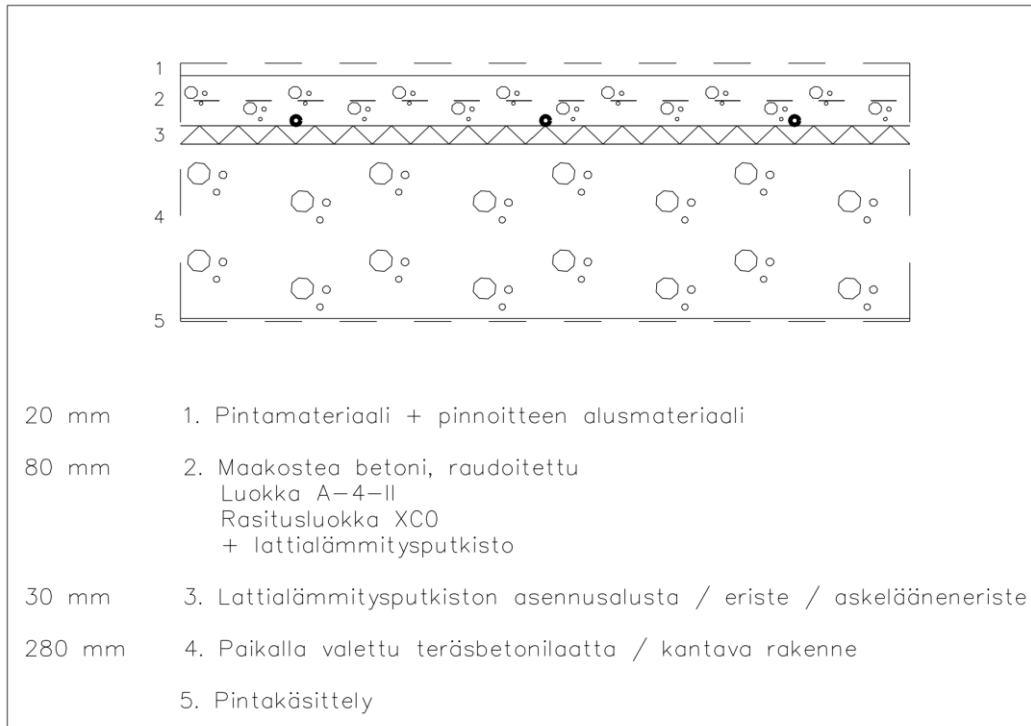 1
2
3
4
5
20 mm 1. Pintamateriaali + pinnoitteen alusmateriaali
80 mm 2. Maakostea betoni, raudoitettu
Luokka A-4-II
Rasitusluokka XC0
+ lattialämmitysputkisto
30 mm 3. Lattialämmitysputkiston asennusalusta / eriste / askelääneneriste
280 mm 4. Paikalla valettu teräsbetonilaatta / kantava rakenne
5. Pintakäsittely